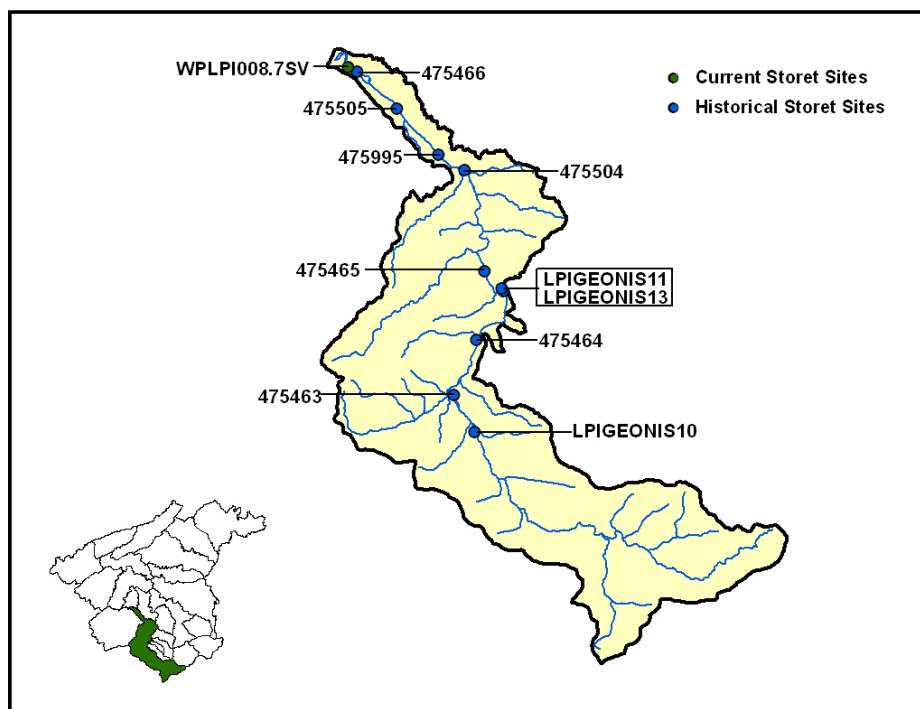 WPLPI008.7SV
475466
Current Storet Sites
475505
Historical Storet Sites
475995
475504
475465
LPIGEONIS11
LPIGEONIS13
475464
475463
LPIGEONIS10